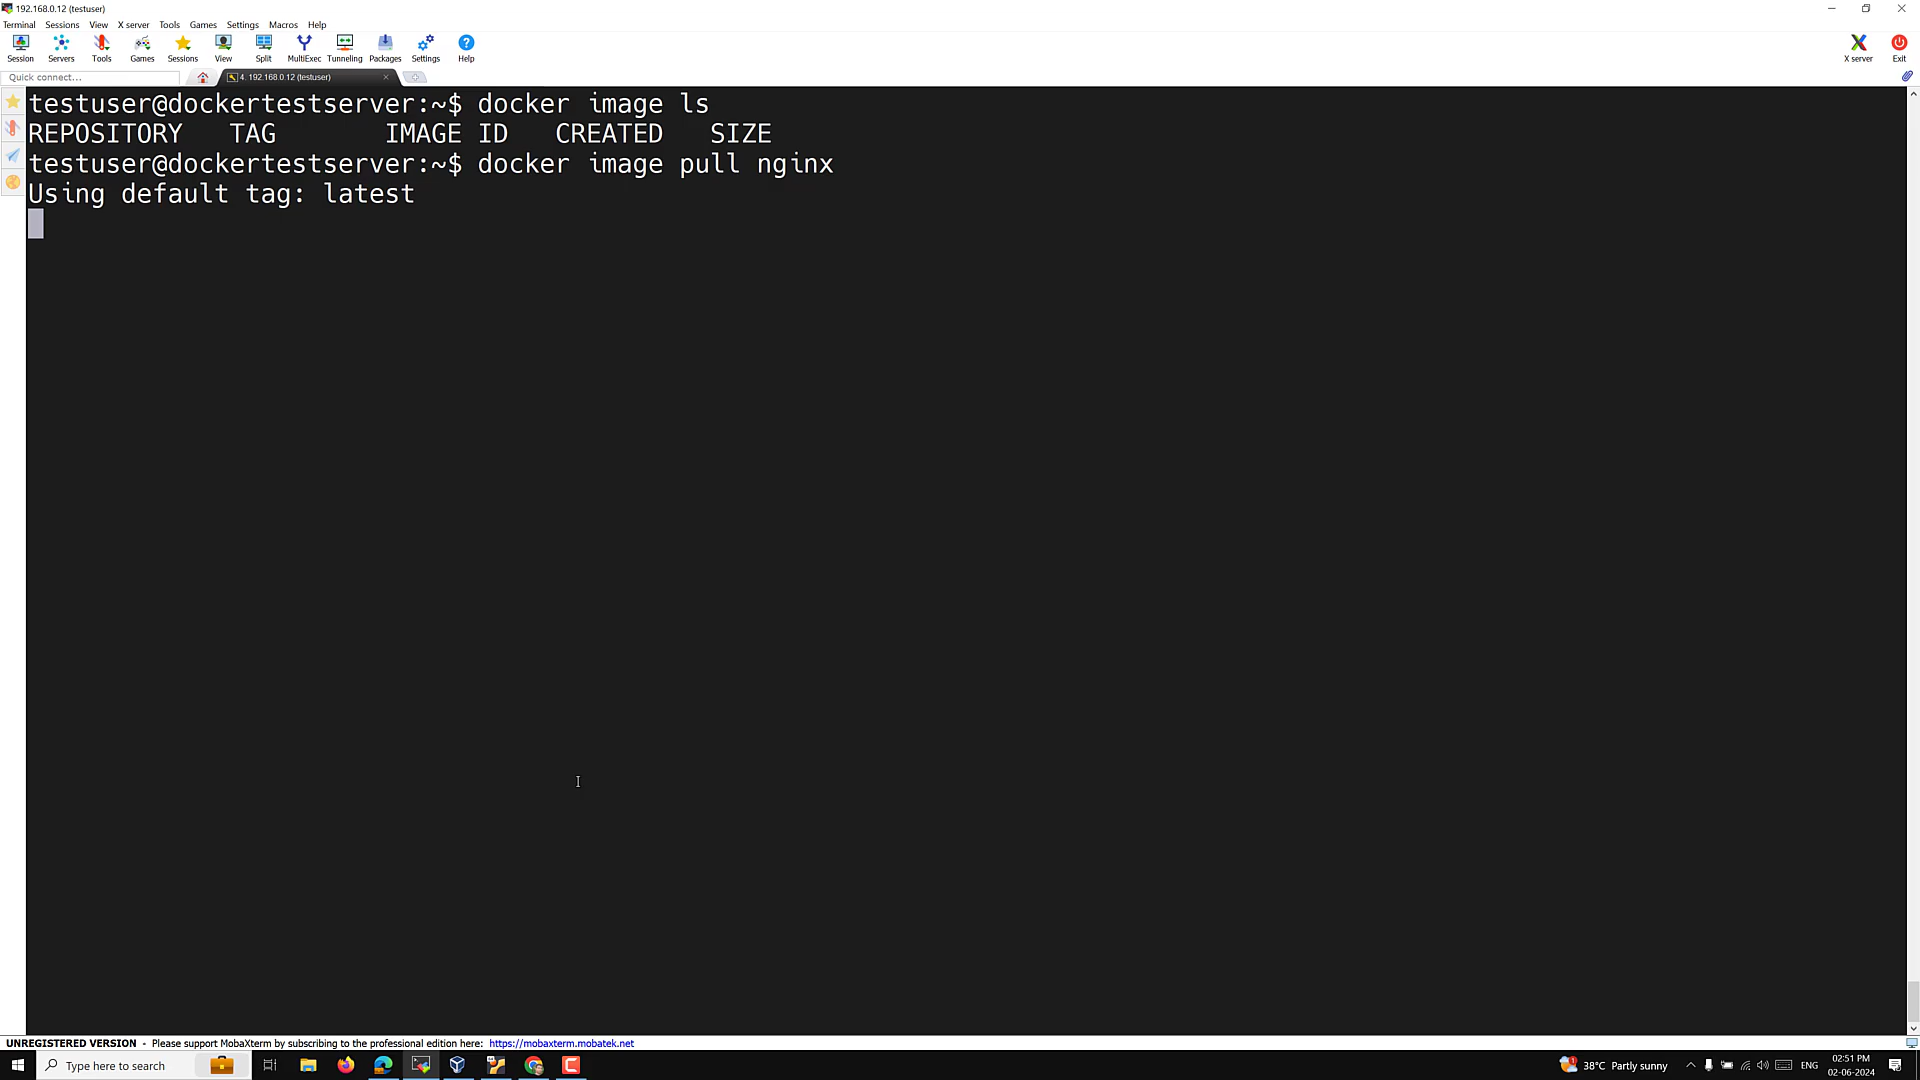 192.168.0.12 (testuser)
Terminal Sessions View X server Tools Games Settings Macros Help
Session Servers Tools Games Sessions View Split MultiExec Tunneling Packages Settings Help X server Exit
Quick connect... 4. 192.168.0.12 (testuser)
testuser@dockertestserver:~$ docker image ls
REPOSITORY TAG IMAGE ID CREATED SIZE
testuser@dockertestserver:~$ docker image pull nginx
Using default tag: latest
UNREGISTERED VERSION - Please support MobaXterm by subscribing to the professional edition here: https://mobaxterm.mobatek.net
Type here to search 38°C Partly sunny ENG 02:51 PM
02-06-2024